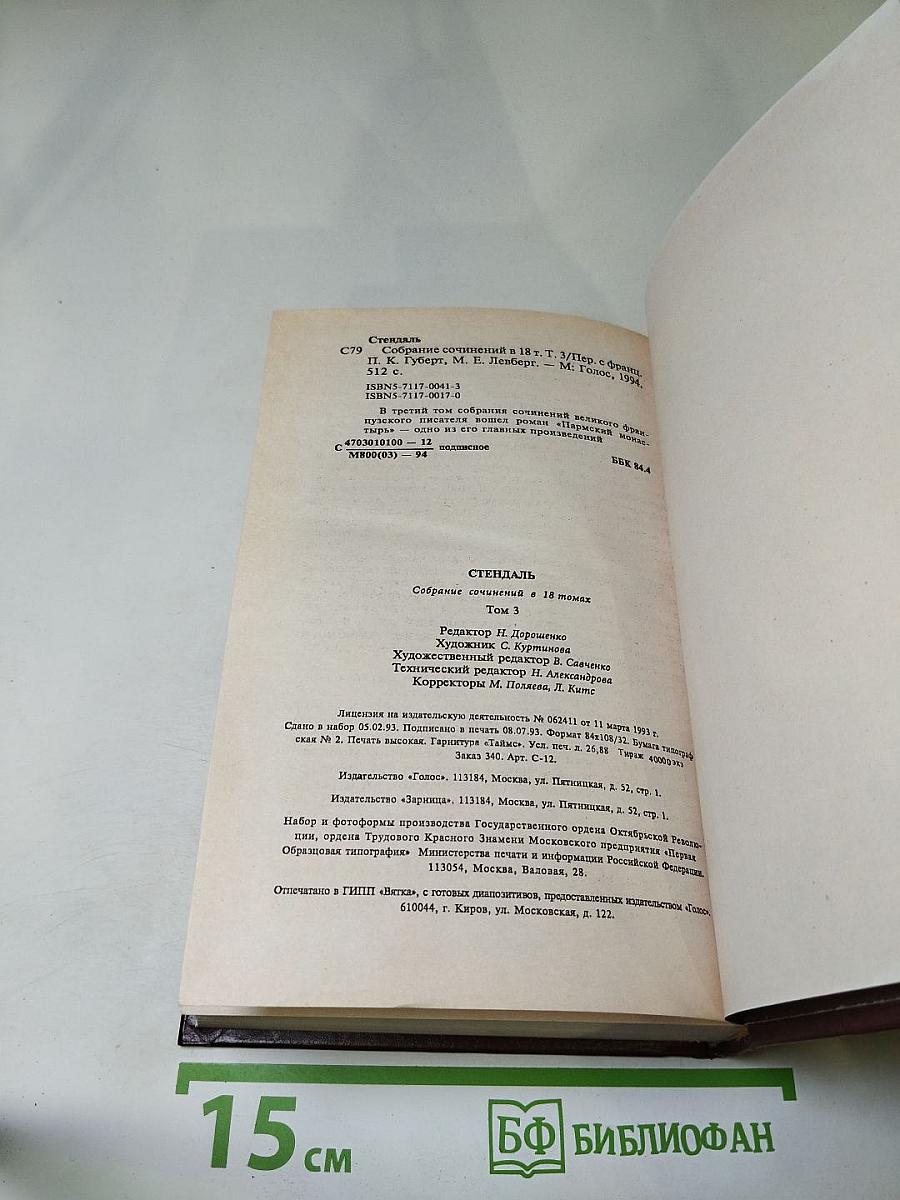 Стендаль
С79 Собрание сочинений в 18 т. Т. 3/Пер. с франц.
П. К. Губерт, М. Е. Левберг. — М: Голос, 1994.
512 с.
ISBN5-7117-0041-3
ISBN5-7117-0017-0
В третий том собрания сочинений великого фран-
цузского писателя вошел роман «Пармский монас-
тырь» — одно из его главных произведений
С 4703010100 — 12 подписное
М800(03) — 94
ББК 84.4
СТЕНДАЛЬ
Собрание сочинений в 18 томах
Том 3
Редактор Н. Дорошенко
Художник С. Куртинова
Художественный редактор В. Савченко
Технический редактор Н. Александрова
Корректоры М. Поляева, Л. Китс
Лицензия на издательскую деятельность № 062411 от 11 марта 1993 г.
Сдано в набор 05.02.93. Подписано в печать 08.07.93. Формат 84х108/32. Бумага типограф
ская № 2. Печать высокая. Гарнитура «Таймс». Усл. печ. л. 26,88 Тираж 40000 экз
Заказ 340. Арт. С-12.
Издательство «Голос». 113184, Москва, ул. Пятницкая, д. 52, стр. 1.
Издательство «Зарница». 113184, Москва, ул. Пятницкая, д. 52, стр. 1.
Набор и фотоформы производства Государственного ордена Октябрьской Револю-
ции, ордена Трудового Красного Знамени Московского предприятия «Первая
Образцовая типография» Министерства печати и информации Российской Федерации.
113054, Москва, Валовая, 28.
Отпечатано в ГИПП «Вятка», с готовых диапозитивов, предоставленных издательством «Голос».
610044, г. Киров, ул. Московская, д. 122.
15 см
БФ БИБЛИОФАН